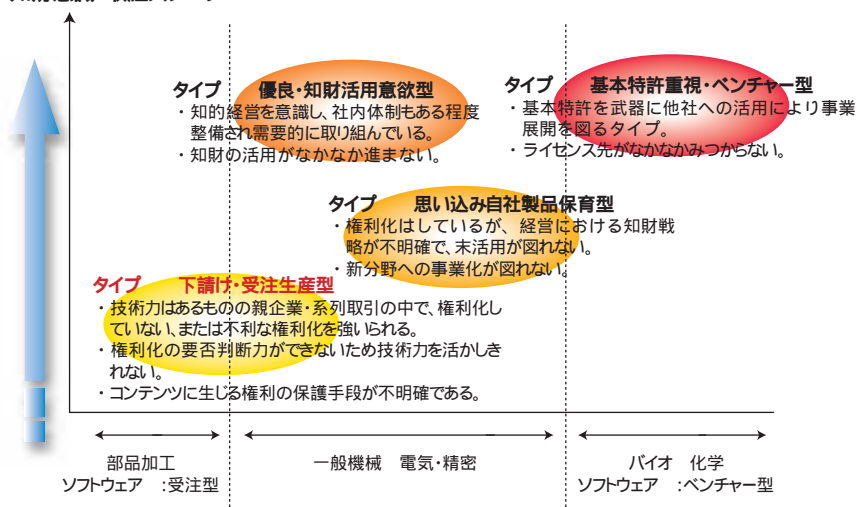 タイプ 優良・知財活用意欲型
・知的経営を意識し、社内体制もある程度
整備され需要的に取り組んでいる。
・知財の活用がなかなか進まない。
タイプ 基本特許重視・ベンチャー型
・基本特許を武器に他社への活用により事業
展開を図るタイプ。
・ライセンス先がなかなかみつからない。
タイプ 思い込み自社製品保育型
・権利化はしているが、経営における知財戦
略が不明確で、末活用が図れない。
・新分野への事業化が図れない。
タイプ 下請け・受注生産型
・技術力はあるものの親企業・系列取引の中で、権利化し
ていない、または不利な権利化を強いられる。
・権利化の要否判断力ができないため技術力を活かしき
れない。
・コンテンツに生じる権利の保護手段が不明確である。
部品加工
ソフトウェア :受注型
一般機械 電気・精密
バイオ 化学
ソフトウェア :ベンチャー型